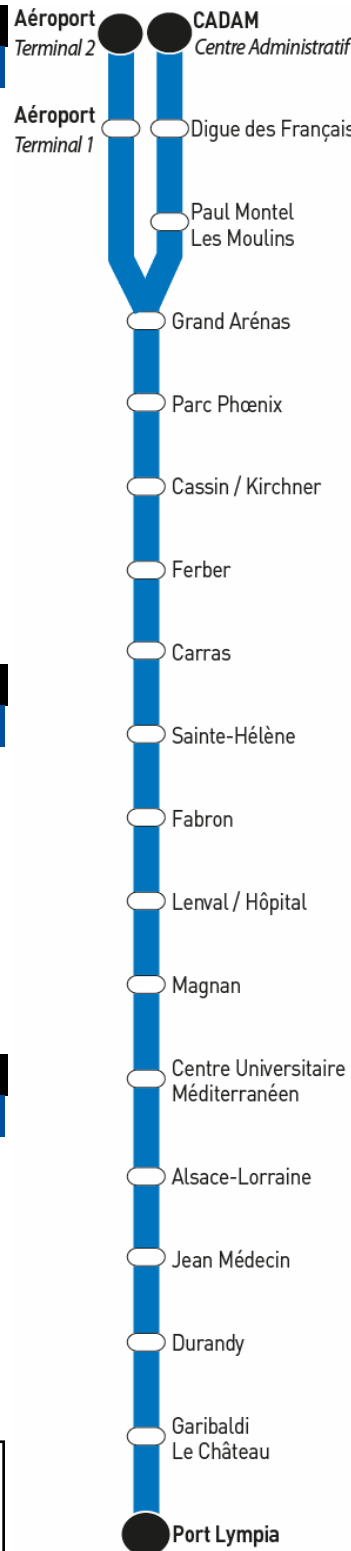 Aéroport
Terminal 2
CADAM
Centre Administratif
Aéroport
Terminal 1
Digue des Français
Paul Montel
Les Moulins
Grand Arénas
Parc Phœnix
Cassin / Kirchner
Ferber
Carras
Sainte-Hélène
Fabron
Lenval / Hôpital
Magnan
Centre Universitaire
Méditerranéen
Alsace-Lorraine
Jean Médecin
Durandy
Garibaldi
Le Château
Port Lympia